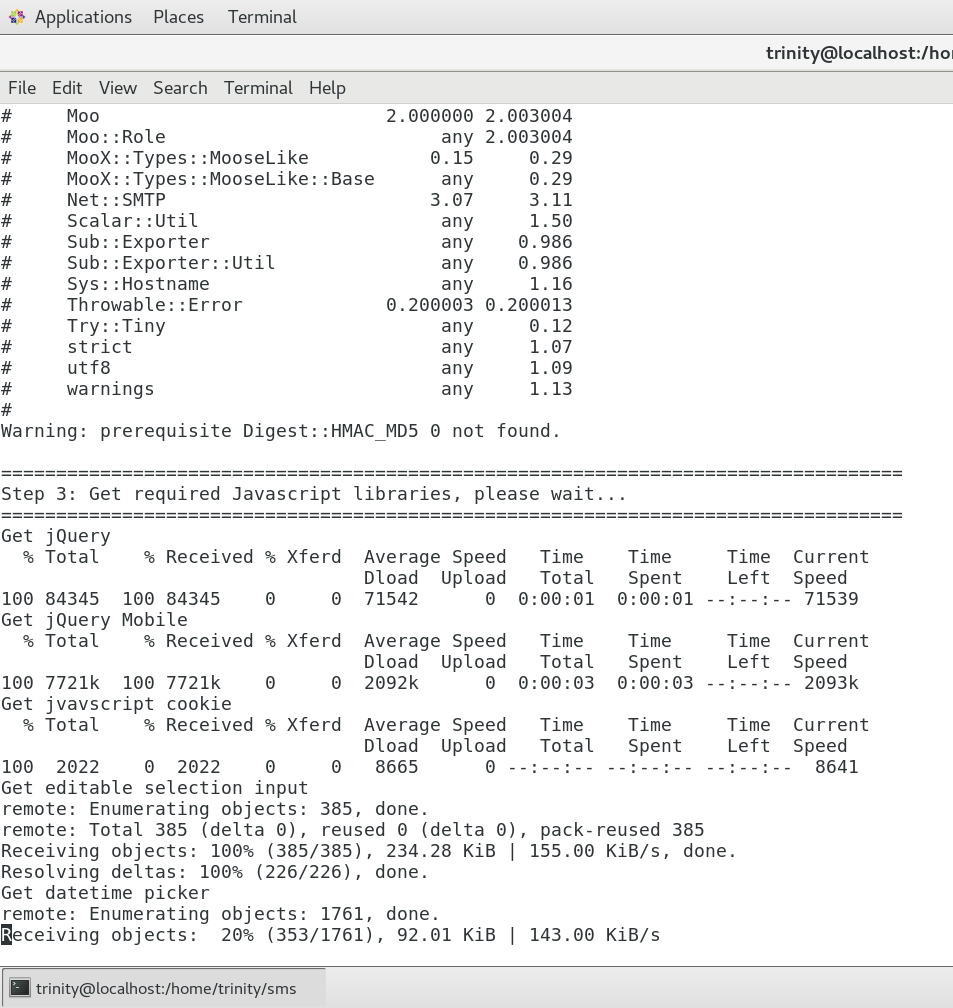 Applications Places Terminal
trinity@localhost:/ho
File Edit View Search Terminal Help
#     Moo                          2.000000 2.003004
#     Moo::Role                         any 2.003004
#     MooX::Types::MooseLike           0.15     0.29
#     MooX::Types::MooseLike::Base      any     0.29
#     Net::SMTP                        3.07     3.11
#     Scalar::Util                      any     1.50
#     Sub::Exporter                     any    0.986
#     Sub::Exporter::Util               any    0.986
#     Sys::Hostname                     any     1.16
#     Throwable::Error             0.200003 0.200013
#     Try::Tiny                         any     0.12
#     strict                            any     1.07
#     utf8                              any     1.09
#     warnings                          any     1.13
#
Warning: prerequisite Digest::HMAC_MD5 0 not found.
==================================================================================
Step 3: Get required Javascript libraries, please wait...
==================================================================================
Get jQuery
  % Total    % Received % Xferd  Average Speed   Time    Time     Time  Current
                                 Dload  Upload   Total   Spent    Left  Speed
100 84345  100 84345    0     0  71542      0  0:00:01  0:00:01 --:--:-- 71539
Get jQuery Mobile
  % Total    % Received % Xferd  Average Speed   Time    Time     Time  Current
                                 Dload  Upload   Total   Spent    Left  Speed
100 7721k  100 7721k    0     0  2092k      0  0:00:03  0:00:03 --:--:-- 2093k
Get jvavscript cookie
  % Total    % Received % Xferd  Average Speed   Time    Time     Time  Current
                                 Dload  Upload   Total   Spent    Left  Speed
100  2022    0  2022    0     0   8665      0 --:--:-- --:--:-- --:--:--  8641
Get editable selection input
remote: Enumerating objects: 385, done.
remote: Total 385 (delta 0), reused 0 (delta 0), pack-reused 385
Receiving objects: 100% (385/385), 234.28 KiB | 155.00 KiB/s, done.
Resolving deltas: 100% (226/226), done.
Get datetime picker
remote: Enumerating objects: 1761, done.
Receiving objects:  20% (353/1761), 92.01 KiB | 143.00 KiB/s
trinity@localhost:/home/trinity/sms